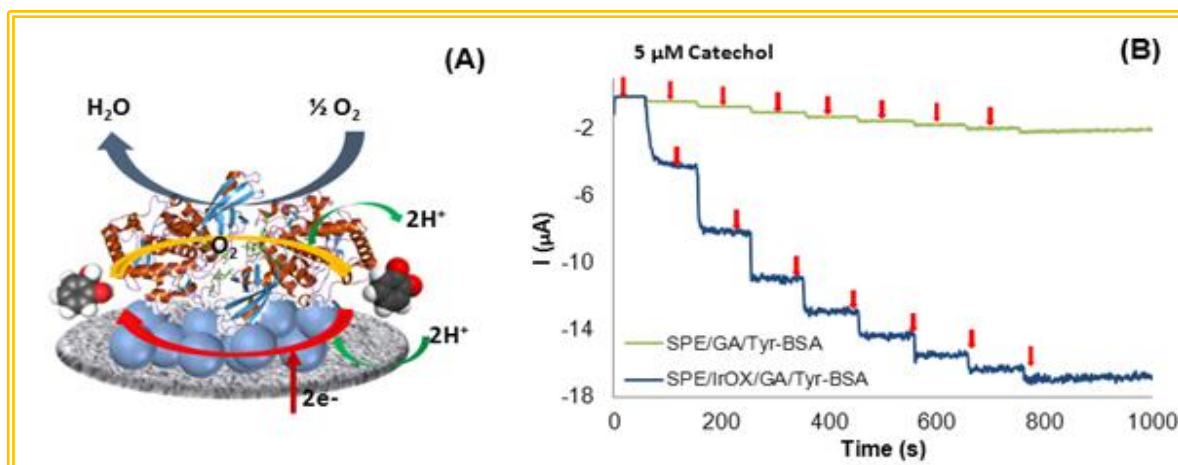 (A)
H₂O
½ O₂
2H⁺
O₂
2H⁺
2e-
5 µM Catechol
(B)
-2
-6
-10
-14
-18
I (µA)
SPE/GA/Tyr-BSA
SPE/IrOX/GA/Tyr-BSA
0 200 400 600 800 1000
Time (s)